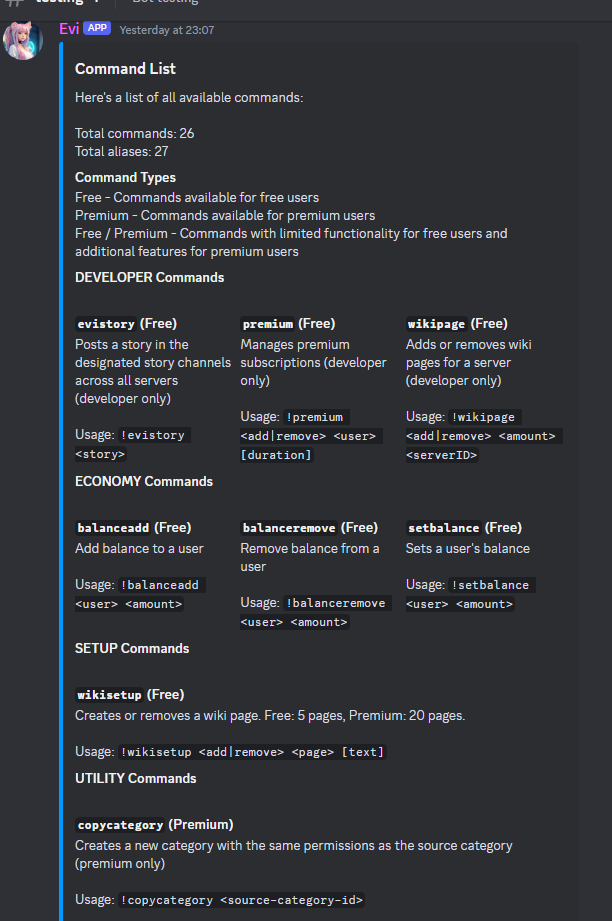 testing
Bot testing
Evi APP Yesterday at 23:07
Command List
Here's a list of all available commands:
Total commands: 26
Total aliases: 27
Command Types
Free - Commands available for free users
Premium - Commands available for premium users
Free / Premium - Commands with limited functionality for free users and
additional features for premium users
DEVELOPER Commands
evistory (Free)
Posts a story in the
designated story channels
across all servers
(developer only)
Usage: !evistory
<story>
premium (Free)
Manages premium
subscriptions (developer
only)
Usage: !premium
<add|remove> <user>
[duration]
wikipage (Free)
Adds or removes wiki
pages for a server
(developer only)
Usage: !wikipage
<add|remove> <amount>
<serverID>
ECONOMY Commands
balanceadd (Free)
Add balance to a user
Usage: !balanceadd
<user> <amount>
balanceremove (Free)
Remove balance from a
user
Usage: !balanceremove
<user> <amount>
setbalance (Free)
Sets a user's balance
Usage: !setbalance
<user> <amount>
SETUP Commands
wikisetup (Free)
Creates or removes a wiki page. Free: 5 pages, Premium: 20 pages.
Usage: !wikisetup <add|remove> <page> [text]
UTILITY Commands
copycategory (Premium)
Creates a new category with the same permissions as the source category
(premium only)
Usage: !copycategory <source-category-id>